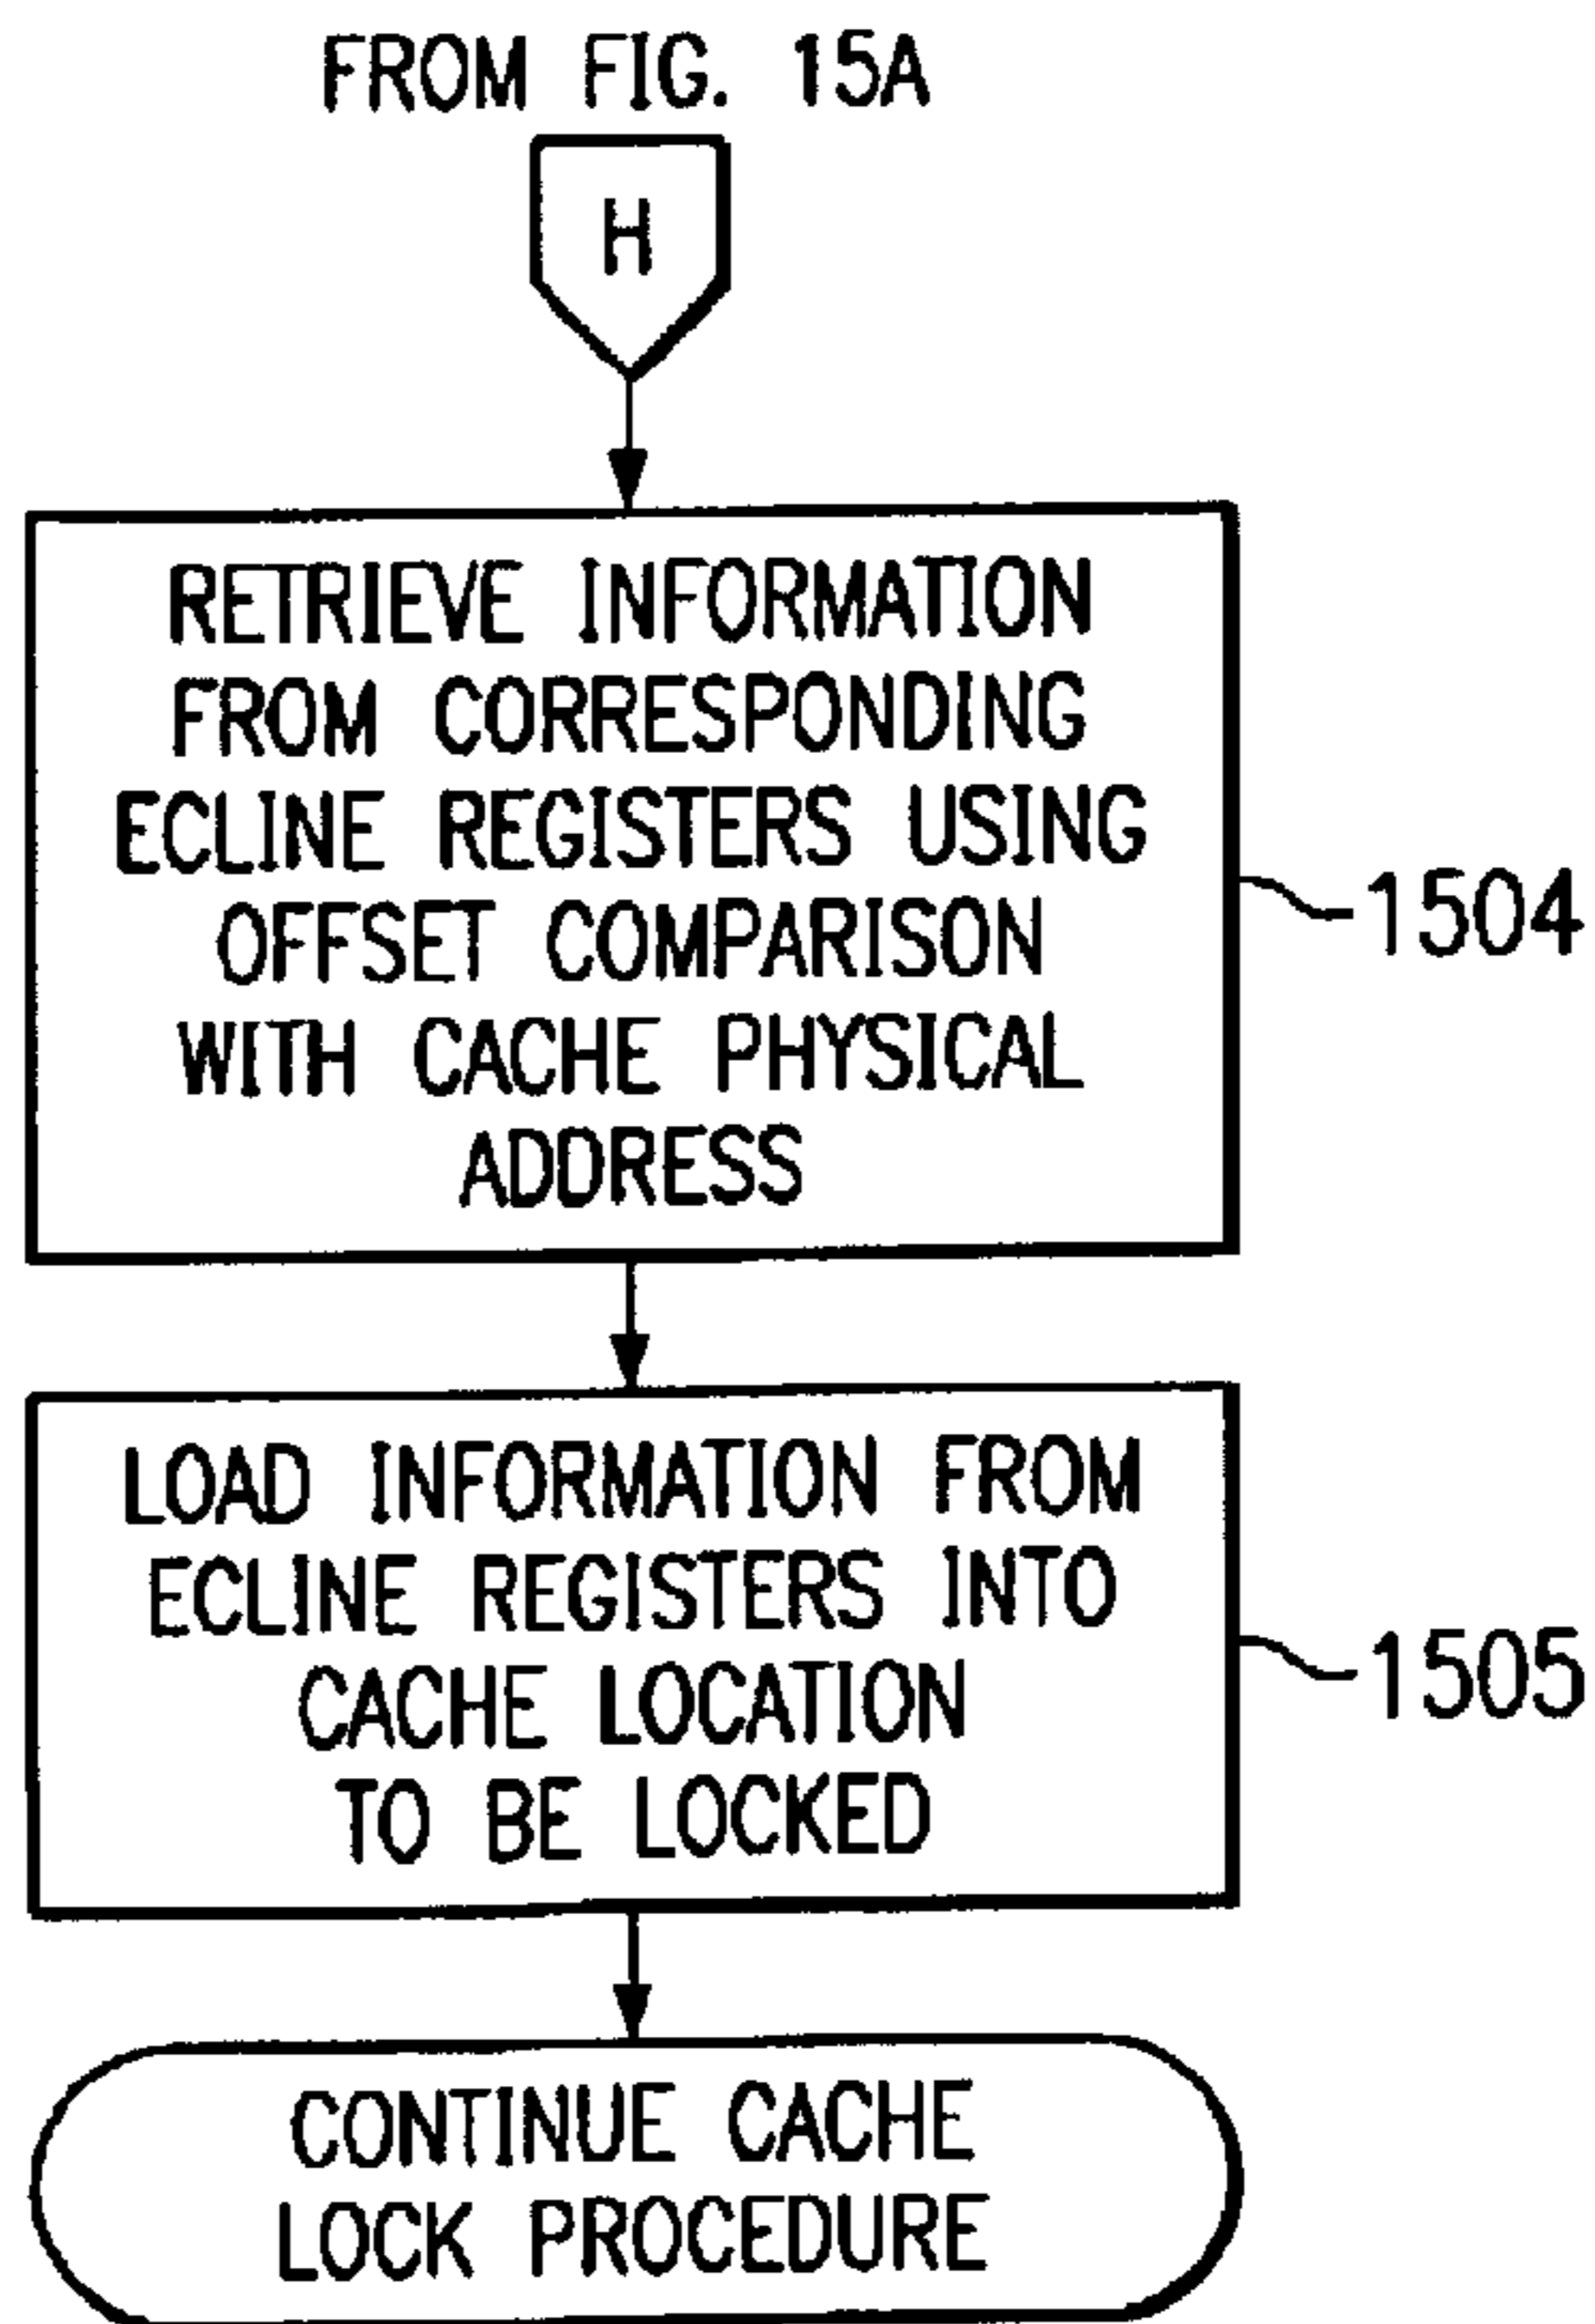 FROM FIG. 15A
H
RETRIEVE INFORMATION
FROM CORRESPONDING
ECLINE REGISTERS USING
OFFSET COMPARISON
WITH CACHE PHYSICAL
ADDRESS
1504
LOAD INFORMATION FROM
ECLINE REGISTERS INTO
CACHE LOCATION
TO BE LOCKED
1505
CONTINUE CACHE
LOCK PROCEDURE